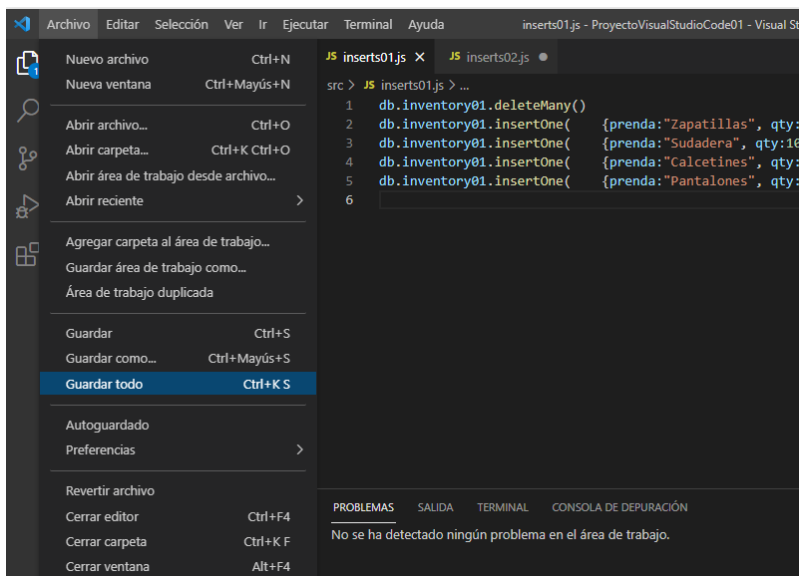 Archivo Editar Selección Ver Ir Ejecutar Terminal Ayuda inserts01.js - ProyectoVisualStudioCode01 - Visual St
Nuevo archivo Ctrl+N
Nueva ventana Ctrl+Mayús+N
Abrir archivo... Ctrl+O
Abrir carpeta... Ctrl+K Ctrl+O
Abrir área de trabajo desde archivo...
Abrir reciente >
Agregar carpeta al área de trabajo...
Guardar área de trabajo como...
Área de trabajo duplicada
Guardar Ctrl+S
Guardar como... Ctrl+Mayús+S
Guardar todo Ctrl+K S
Autoguardado
Preferencias >
Revertir archivo
Cerrar editor Ctrl+F4
Cerrar carpeta Ctrl+K F
Cerrar ventana Alt+F4
1
JS inserts01.js × JS inserts02.js ●
src > JS inserts01.js > ...
1 db.inventory01.deleteMany()
2 db.inventory01.insertOne( {prenda:"Zapatillas", qty:
3 db.inventory01.insertOne( {prenda:"Sudadera", qty:10
4 db.inventory01.insertOne( {prenda:"Calcetines", qty:
5 db.inventory01.insertOne( {prenda:"Pantalones", qty:
6
PROBLEMAS SALIDA TERMINAL CONSOLA DE DEPURACIÓN
No se ha detectado ningún problema en el área de trabajo.